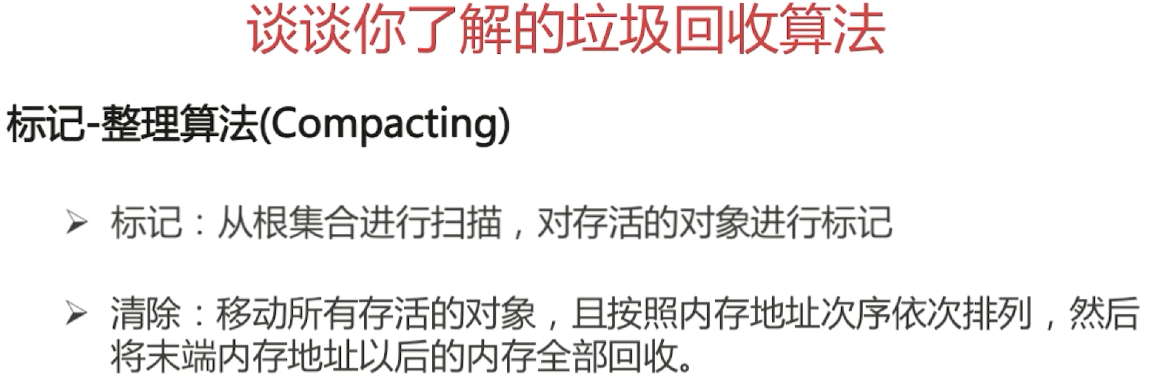 谈谈你了解的垃圾回收算法
标记-整理算法(Compacting)
➢ 标记：从根集合进行扫描，对存活的对象进行标记
➢ 清除：移动所有存活的对象，且按照内存地址次序依次排列，然后
将末端内存地址以后的内存全部回收。